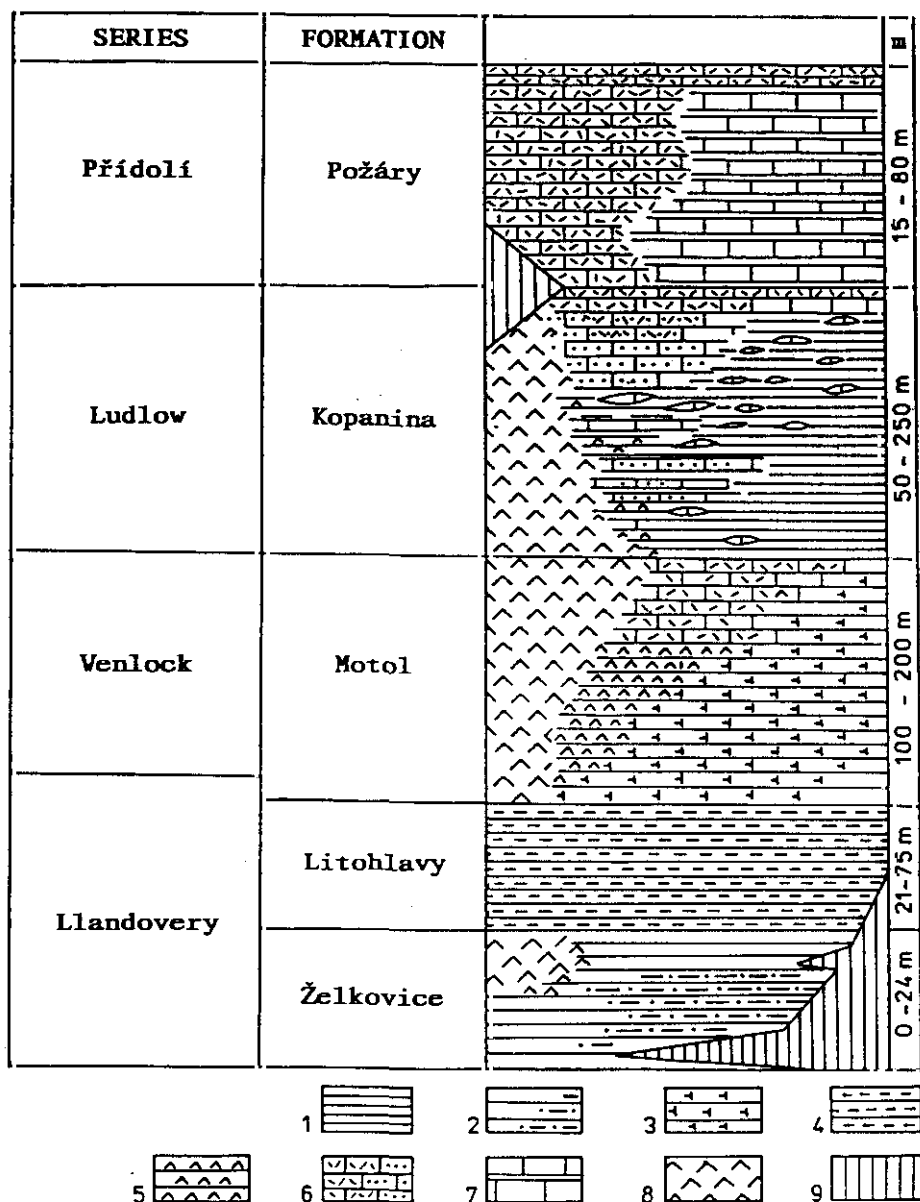 SERIES FORMATION m
Přídolí Požáry 15 - 80 m
Ludlow Kopanina 50 - 250 m
Venlock Motol 100 - 200 m
Llandovery
Litohlavy 21-75 m
Želkovice 0-24 m
1 2 3 4
5 6 7 8 9